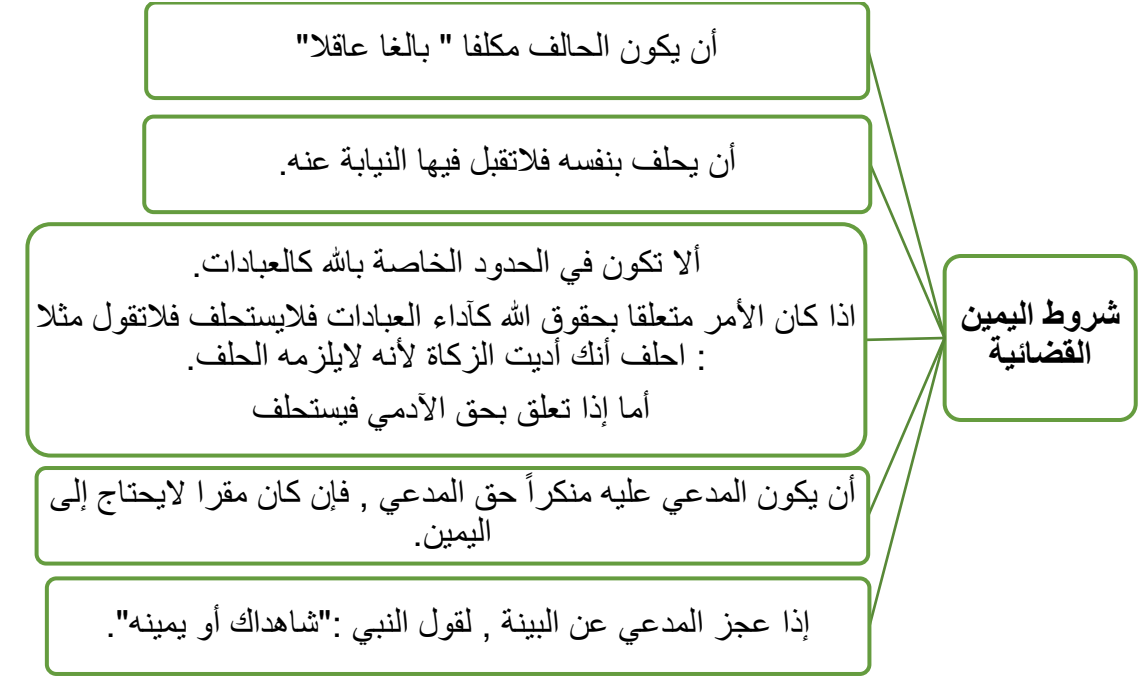 شروط اليمين
القضائية
أن يكون الحالف مكلفا " بالغا عاقلا"
أن يحلف بنفسه فلاتقبل فيها النيابة عنه.
ألا تكون في الحدود الخاصة بالله كالعبادات.
اذا كان الأمر متعلقا بحقوق الله كآداء العبادات فلايستحلف فلاتقول مثلا
: احلف أنك أديت الزكاة لأنه لايلزمه الحلف.
أما إذا تعلق بحق الآدمي فيستحلف
أن يكون المدعي عليه منكراً حق المدعي , فإن كان مقرا لايحتاج إلى
اليمين.
إذا عجز المدعي عن البينة , لقول النبي :"شاهداك أو يمينه".